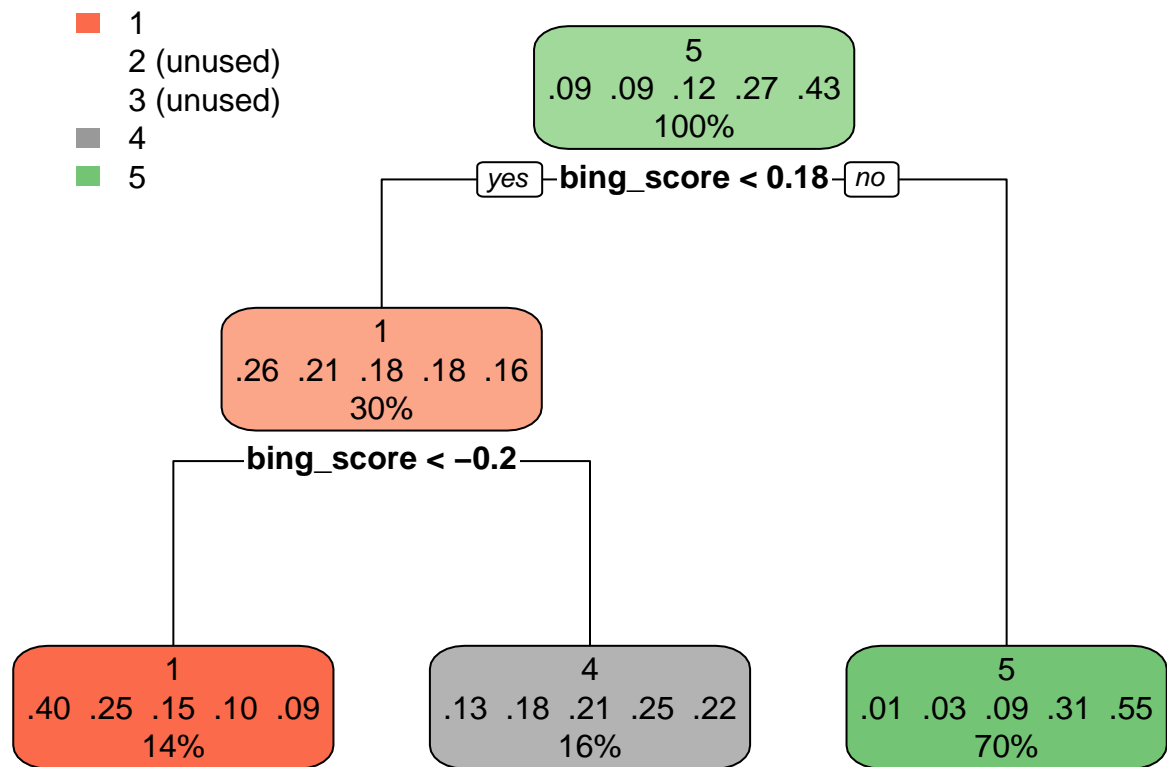 1
2 (unused)
3 (unused)
4
5
5
.09 .09 .12 .27 .43
100%
yes bing_score < 0.18 no
1
.26 .21 .18 .18 .16
30%
bing_score < −0.2
1
.40 .25 .15 .10 .09
14%
4
.13 .18 .21 .25 .22
16%
5
.01 .03 .09 .31 .55
70%